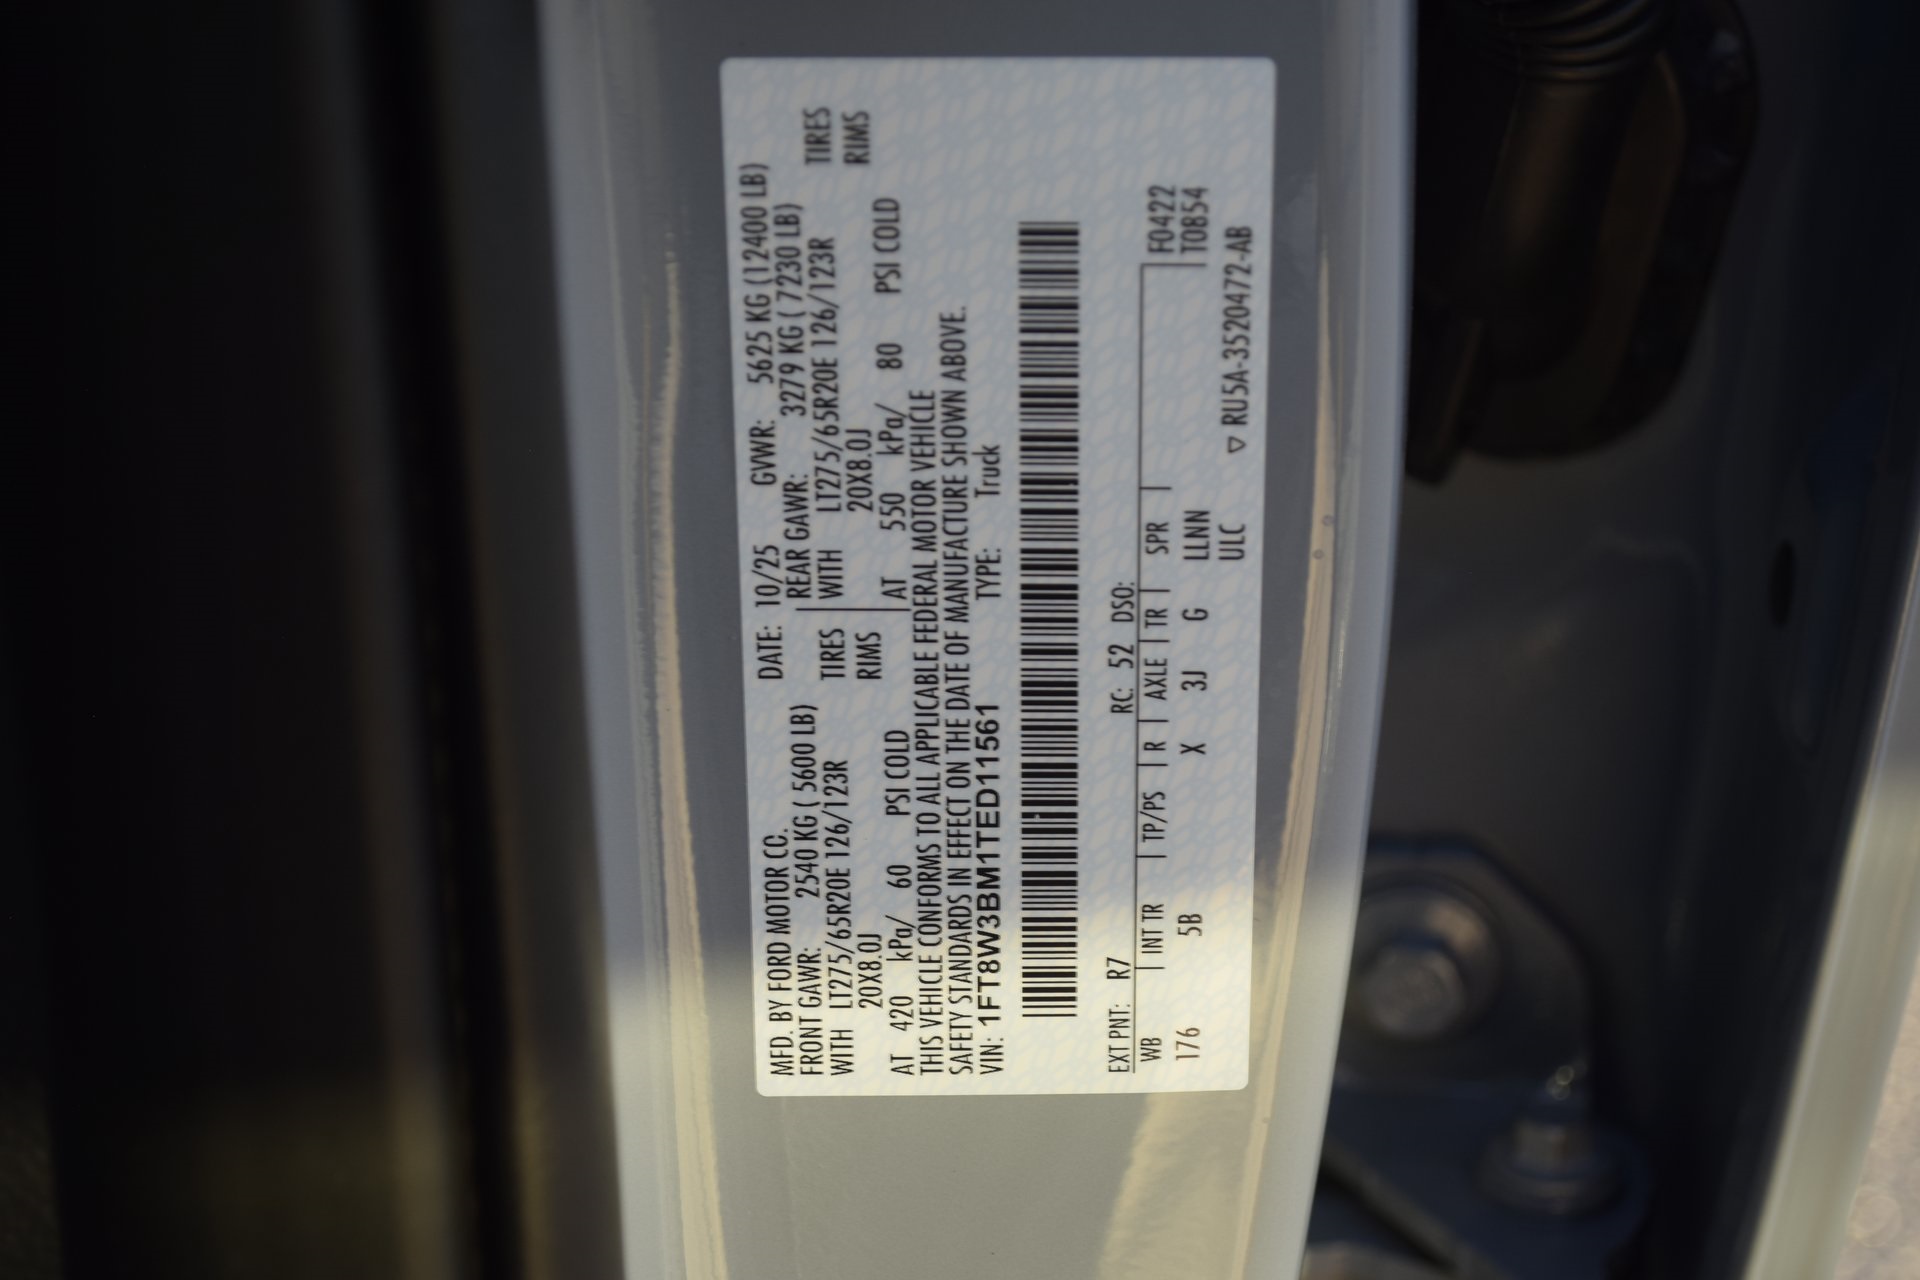 MFD. BY FORD MOTOR CO. DATE: 10/25 GVWR: 5625 KG (12400 LB)
FRONT GAWR: 2540 KG ( 5600 LB) REAR GAWR: 3279 KG ( 7230 LB)
WITH LT275/65R20E 126/123R TIRES WITH LT275/65R20E 126/123R TIRES
20X8.0J RIMS 20X8.0J RIMS
AT 420 kPa/ 60 PSI COLD AT 550 kPa/ 80 PSI COLD
THIS VEHICLE CONFORMS TO ALL APPLICABLE FEDERAL MOTOR VEHICLE
SAFETY STANDARDS IN EFFECT ON THE DATE OF MANUFACTURE SHOWN ABOVE.
VIN: 1FT8W3BM1TED11561 TYPE: Truck
EXT PNT: R7 RC: 52 DSO:
WB | INT TR | TP/PS | R | AXLE | TR | SPR | F0422
176 5B X 3J G LLNN T0854
ULC ▽ RU5A-3520472-AB